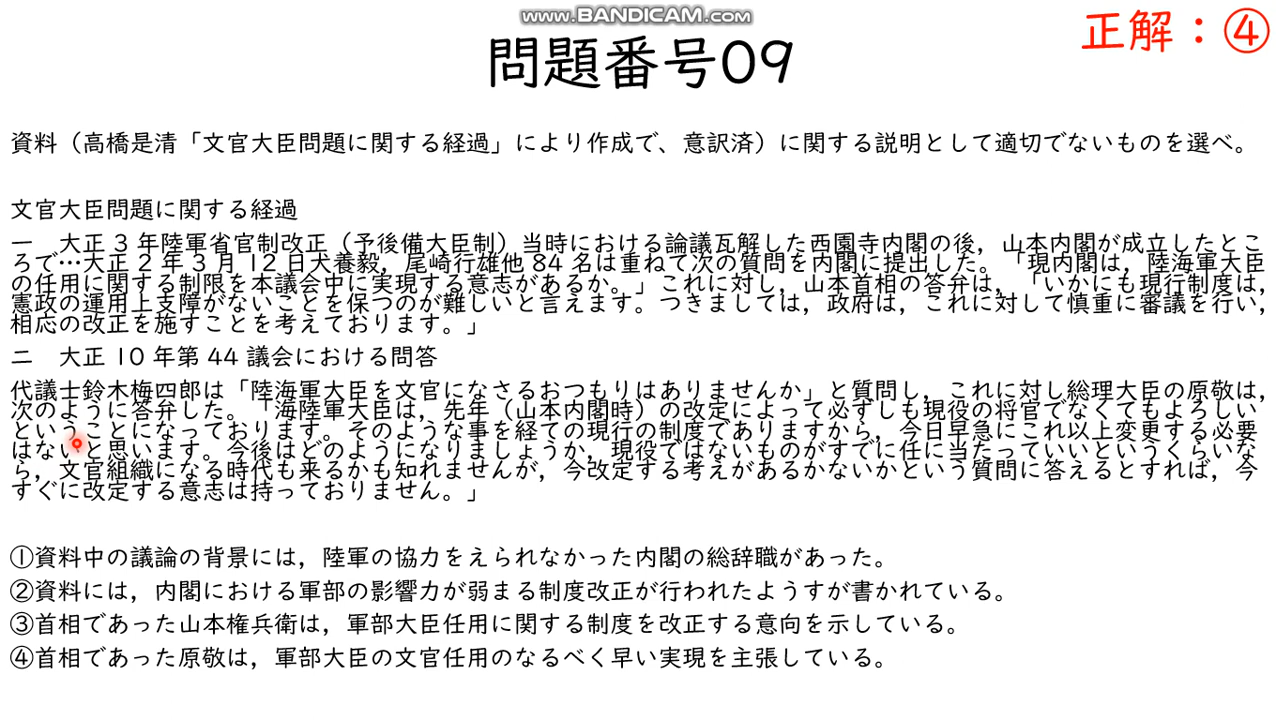 www.BANDICAM.com
正解：④
問題番号09
資料（高橋是清「文官大臣問題に関する経過」により作成で、意訳済）に関する説明として適切でないものを選べ。
文官大臣問題に関する経過
一　大正 3 年陸軍省官制改正（予後備大臣制）当時における論議瓦解した西園寺内閣の後，山本内閣が成立したとこ
ろで…大正 2 年 3 月 12 日犬養毅，尾崎行雄他 84 名は重ねて次の質問を内閣に提出した。「現内閣は，陸海軍大臣
の任用に関する制限を本議会中に実現する意志があるか。」これに対し，山本首相の答弁は，「いかにも現行制度は，
憲政の運用上支障がないことを保つのが難しいと言えます。つきましては，政府は，これに対して慎重に審議を行い，
相応の改正を施すことを考えております。」
二　大正 10 年第 44 議会における問答
代議士鈴木梅四郎は「陸海軍大臣を文官になさるおつもりはありませんか」と質問し，これに対し総理大臣の原敬は，
次のように答弁した。「海陸軍大臣は，先年（山本内閣時）の改定によって必ずしも現役の将官でなくてもよろしい
ということになっております。そのような事を経ての現行の制度でありますから，今日早急にこれ以上変更する必要
はないと思います。今後はどのようになりましょうか，現役ではないものがすでに任に当たっていいというくらいな
ら，文官組織になる時代も来るかも知れませんが，今改定する考えがあるかないかという質問に答えるとすれば，今
すぐに改定する意志は持っておりません。」
①資料中の議論の背景には，陸軍の協力をえられなかった内閣の総辞職があった。
②資料には，内閣における軍部の影響力が弱まる制度改正が行われたようすが書かれている。
③首相であった山本権兵衛は，軍部大臣任用に関する制度を改正する意向を示している。
④首相であった原敬は，軍部大臣の文官任用のなるべく早い実現を主張している。